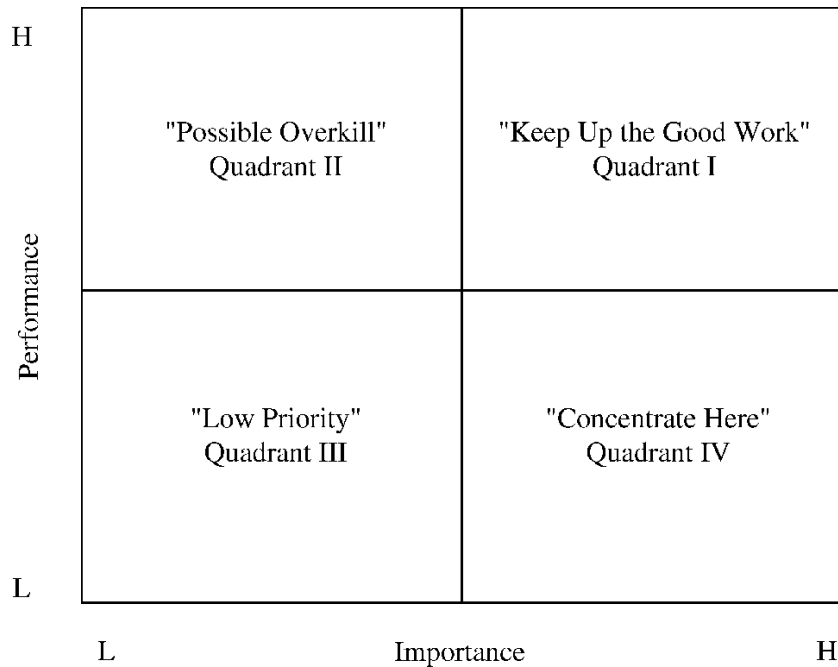 H
"Possible Overkill"
Quadrant II
"Keep Up the Good Work"
Quadrant I
Performance
"Low Priority"
Quadrant III
"Concentrate Here"
Quadrant IV
L
L
Importance
H